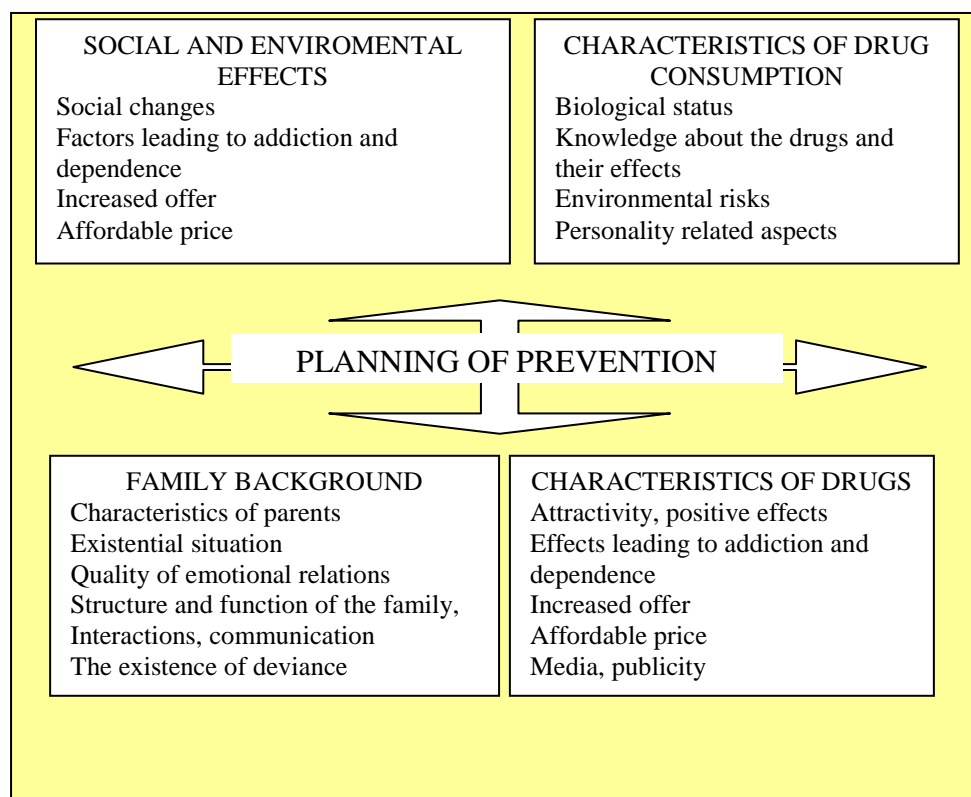 SOCIAL AND ENVIROMENTAL
EFFECTS
Social changes
Factors leading to addiction and
dependence
Increased offer
Affordable price
CHARACTERISTICS OF DRUG
CONSUMPTION
Biological status
Knowledge about the drugs and
their effects
Environmental risks
Personality related aspects
PLANNING OF PREVENTION
FAMILY BACKGROUND
Characteristics of parents
Existential situation
Quality of emotional relations
Structure and function of the family,
Interactions, communication
The existence of deviance
CHARACTERISTICS OF DRUGS
Attractivity, positive effects
Effects leading to addiction and
dependence
Increased offer
Affordable price
Media, publicity